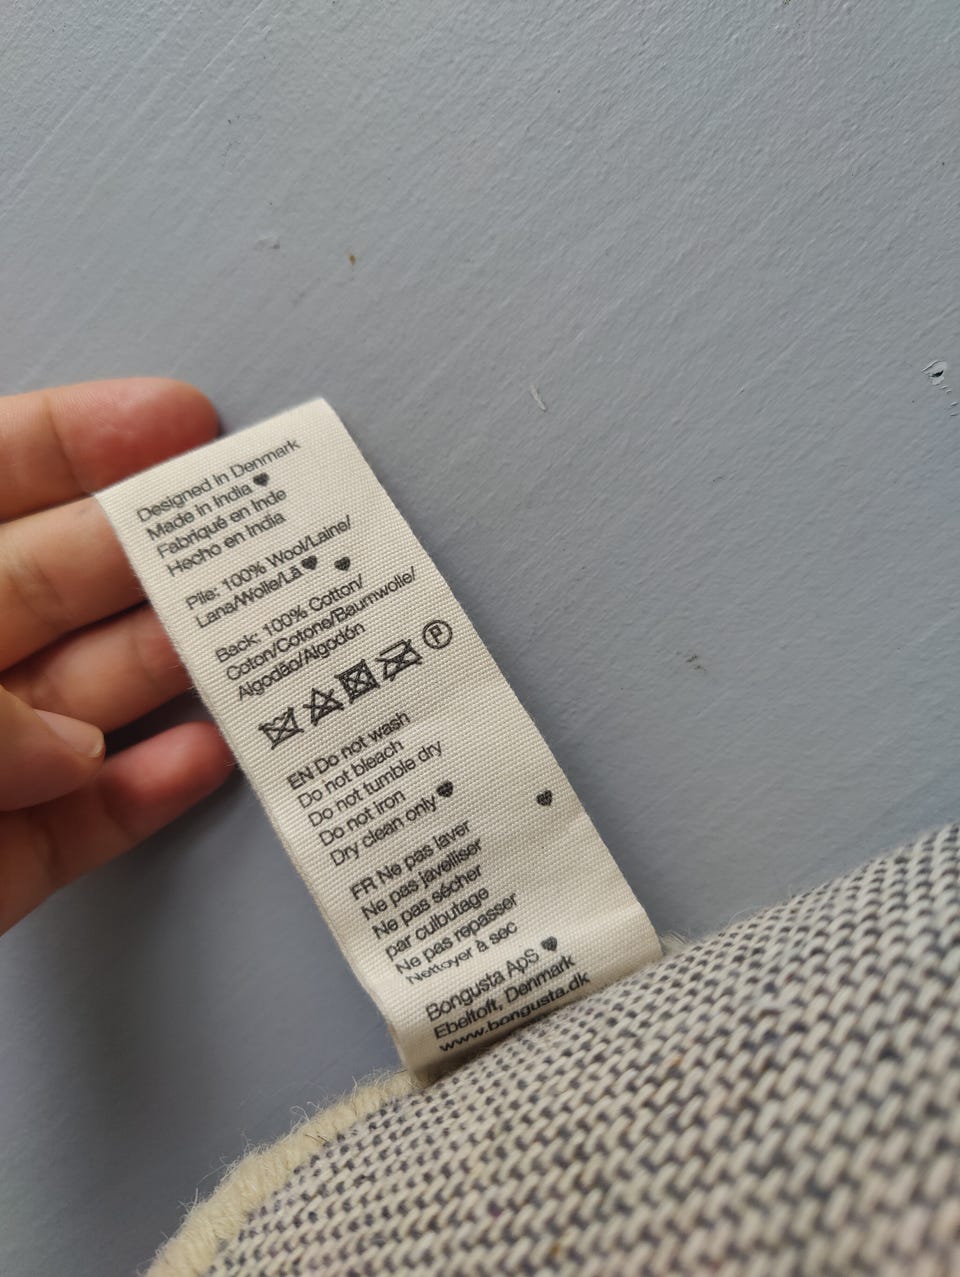 Designed in Denmark
Made in India ♥
Fabriqué en Inde
Hecho en India
Pile: 100% Wool/Laine/
Lana/Wolle/Lã ♥ ♥
Back: 100% Cotton/
Coton/Cotone/Baumwolle/
Algodão/Algodón
P
EN Do not wash
Do not bleach
Do not tumble dry
Do not iron
Dry clean only ♥
FR Ne pas laver
Ne pas javelliser
Ne pas sécher
par culbutage
Ne pas repasser
Nettoyer à sec
Bongusta ApS ♥
Ebeltoft, Denmark
www.bongusta.dk